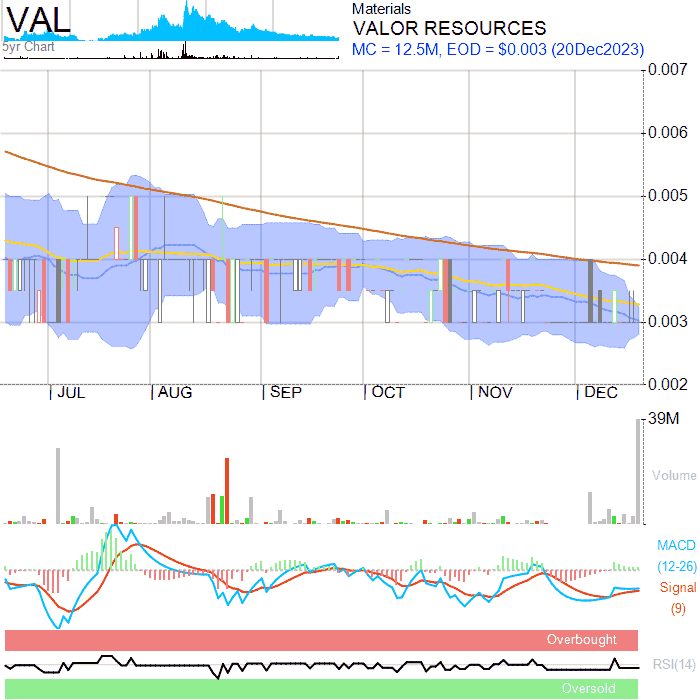 VAL
5yr Chart
Materials
VALOR RESOURCES
MC = 12.5M, EOD = $0.003 (20Dec2023)
0.007
0.006
0.005
0.004
0.003
0.002
JUL AUG SEP OCT NOV DEC
39M
Volume
MACD
(12-26)
Signal
(9)
Overbought
RSI(14)
Oversold